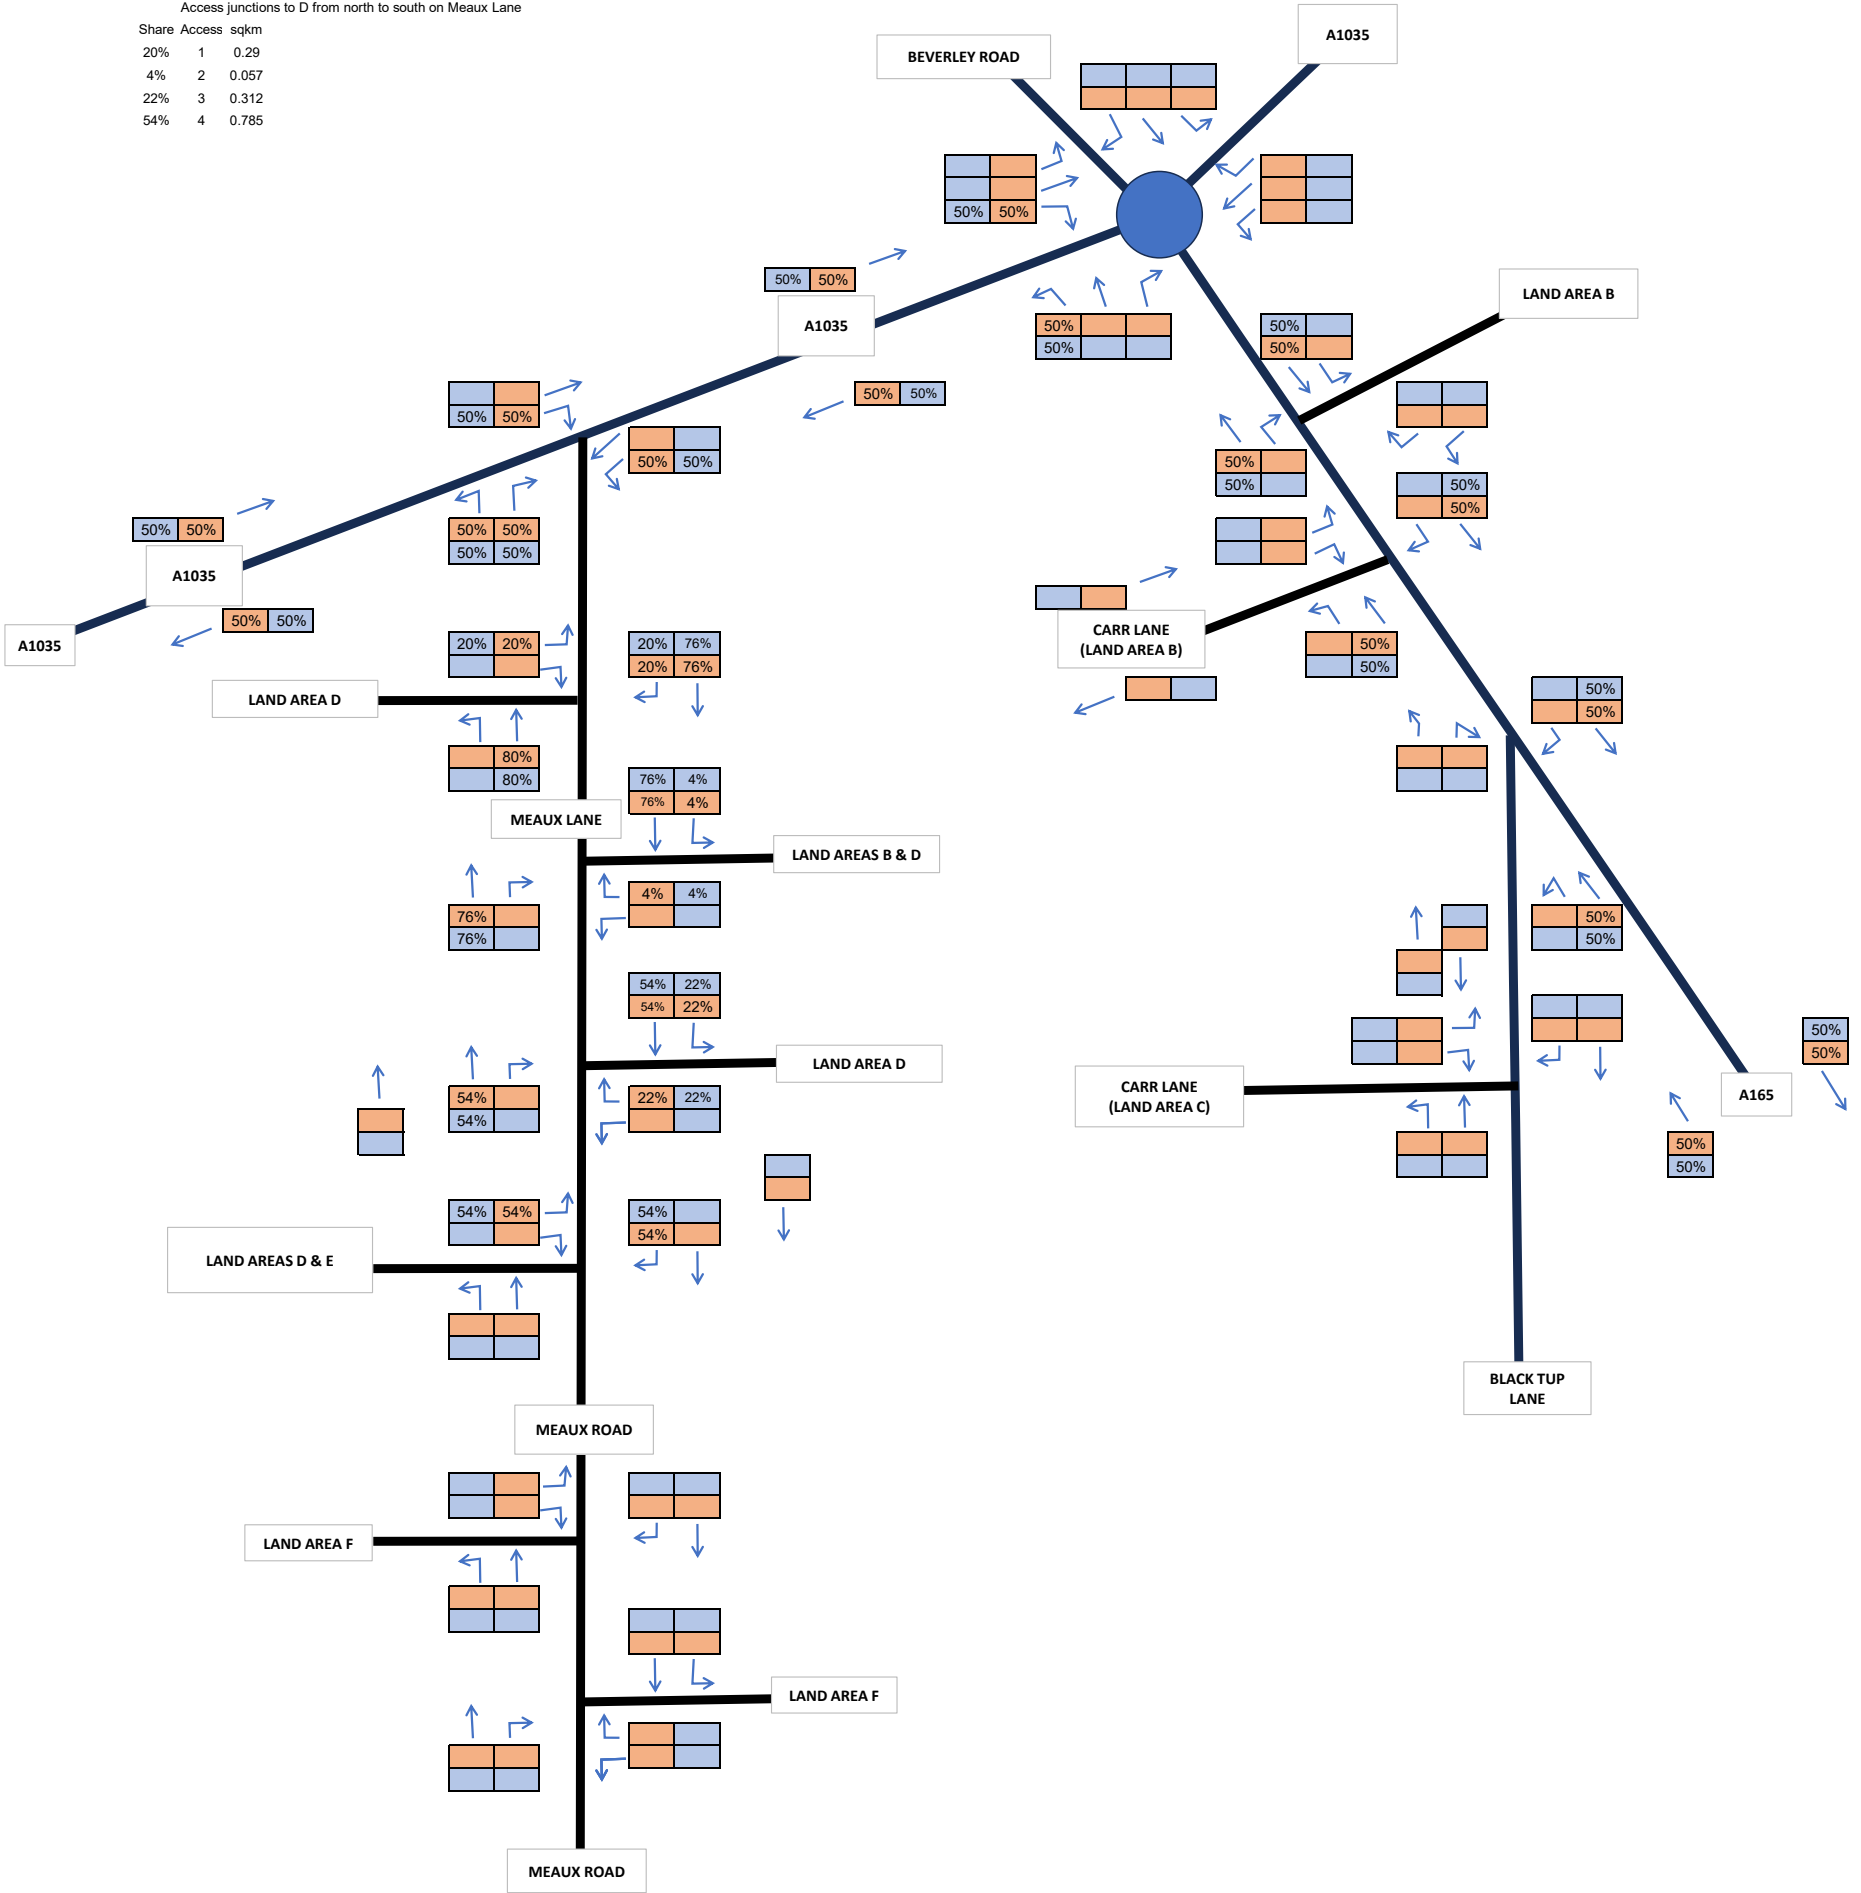 Access junctions to D from north to south on Meaux Lane
Share Access sqkm
20% 1 0.29
4% 2 0.057
22% 3 0.312
54% 4 0.785
BEVERLEY ROAD
A1035
50% 50%
50% 50%
A1035
50%
50%
50%
50%
LAND AREA B
50% 50%
50% 50%
50% 50%
50%
50%
50%
50%
50% 50%
50% 50%
50% 50%
A1035
50% 50%
A1035
CARR LANE
(LAND AREA B)
50%
50%
20% 20%
20% 76%
20% 76%
LAND AREA D
50%
50%
80%
80%
76% 4%
76% 4%
MEAUX LANE
LAND AREAS B & D
4% 4%
76%
76%
50%
50%
54% 22%
54% 22%
LAND AREA D
54%
54%
22% 22%
CARR LANE
(LAND AREA C)
50%
50%
A165
50%
50%
54% 54%
54%
54%
LAND AREAS D & E
BLACK TUP
LANE
MEAUX ROAD
LAND AREA F
LAND AREA F
MEAUX ROAD